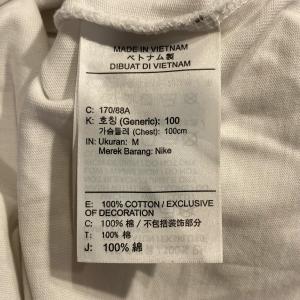 MADE IN VIETNAM
ベトナム製
DIBUAT DI VIETNAM
C: 170/88A
K: 호칭 (Generic): 100
가슴둘레 (Chest): 100cm
IN: Ukuran: M
Merek Barang: Nike
E: 100% COTTON / EXCLUSIVE
OF DECORATION
C: 100% 棉 / 不包括装饰部分
T: 100% 棉
J: 100% 綿